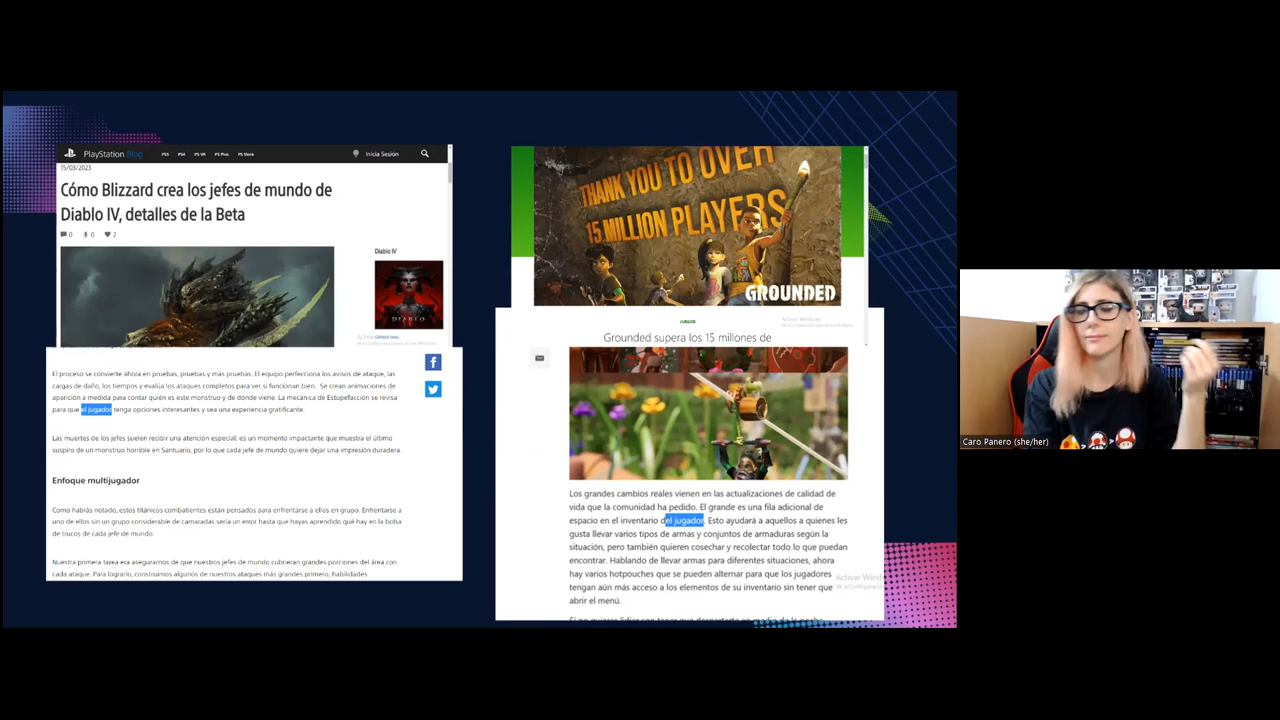 PlayStation Blog PS5 PS4 PS VR PS Plus PS Store Inicia Sesión
15/03/2023
Cómo Blizzard crea los jefes de mundo de
Diablo IV, detalles de la Beta
0 0 2
Diablo IV
DIABLO
El proceso se convierte ahora en pruebas, pruebas y más pruebas. El equipo perfecciona los avisos de ataque, las
cargas de daño, los tiempos y evalúa los ataques completos para ver si funcionan bien. Se crean animaciones de
aparición a medida para contar quién es este monstruo y de dónde viene. La mecánica de Estupefacción se revisa
para que el jugador tenga opciones interesantes y sea una experiencia gratificante.
Las muertes de los jefes suelen recibir una atención especial: es un momento impactante que muestra el último
suspiro de un monstruo horrible en Santuario, por lo que cada jefe de mundo quiere dejar una impresión duradera.
Enfoque multijugador
Como habrás notado, estos titánicos combatientes están pensados para enfrentarse a ellos en grupo. Enfrentarse a
uno de ellos sin un grupo considerable de camaradas sería un error hasta que hayas aprendido qué hay en la bolsa
de trucos de cada jefe de mundo.
Nuestra primera tarea era asegurarnos de que nuestros jefes de mundo cubrieran grandes porciones del área con
cada ataque. Para lograrlo, construimos algunos de nuestros ataques más grandes primero; habilidades
THANK YOU TO OVER
15 MILLION PLAYERS
GROUNDED
JUEGOS
Activar Windows
Grounded supera los 15 millones de
Los grandes cambios reales vienen en las actualizaciones de calidad de
vida que la comunidad ha pedido. El grande es una fila adicional de
espacio en el inventario del jugador. Esto ayudará a aquellos a quienes les
gusta llevar varios tipos de armas y conjuntos de armaduras según la
situación, pero también quieren cosechar y recolectar todo lo que puedan
encontrar. Hablando de llevar armas para diferentes situaciones, ahora
hay varios hotpouches que se pueden alternar para que los jugadores
tengan aún más acceso a los elementos de su inventario sin tener que
abrir el menú.
Activar Wind
Caro Panero (she/her)